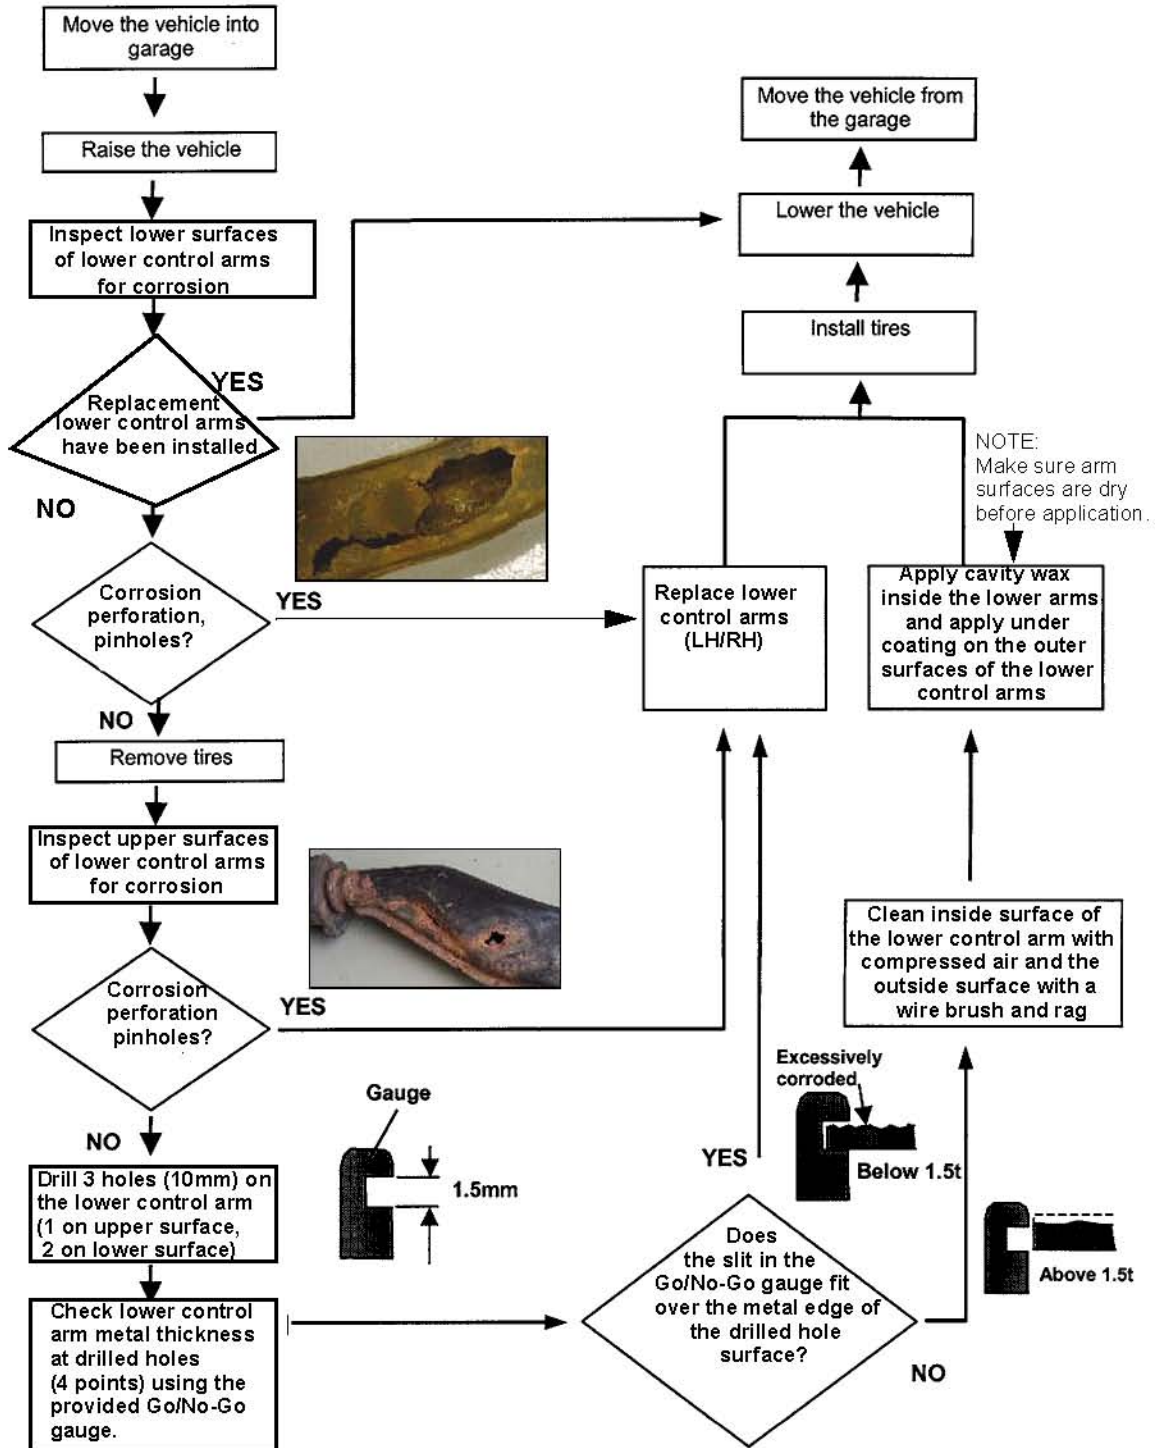 Move the vehicle into
garage
Raise the vehicle
Inspect lower surfaces
of lower control arms
for corrosion
YES
Replacement
lower control arms
have been installed
NO
Corrosion
perforation,
pinholes?
YES
NO
Remove tires
Inspect upper surfaces
of lower control arms
for corrosion
Corrosion
perforation
pinholes?
YES
NO
Drill 3 holes (10mm) on
the lower control arm
(1 on upper surface,
2 on lower surface)
Check lower control
arm metal thickness
at drilled holes
(4 points) using the
provided Go/No-Go
gauge.
Gauge
1.5mm
Does
the slit in the
Go/No-Go gauge fit
over the metal edge of
the drilled hole
surface?
YES
NO
Excessively
corroded
Below 1.5t
Above 1.5t
Clean inside surface of
the lower control arm with
compressed air and the
outside surface with a
wire brush and rag
Replace lower
control arms
(LH/RH)
Apply cavity wax
inside the lower arms
and apply under
coating on the outer
surfaces of the lower
control arms
NOTE:
Make sure arm
surfaces are dry
before application.
Install tires
Lower the vehicle
Move the vehicle from
the garage